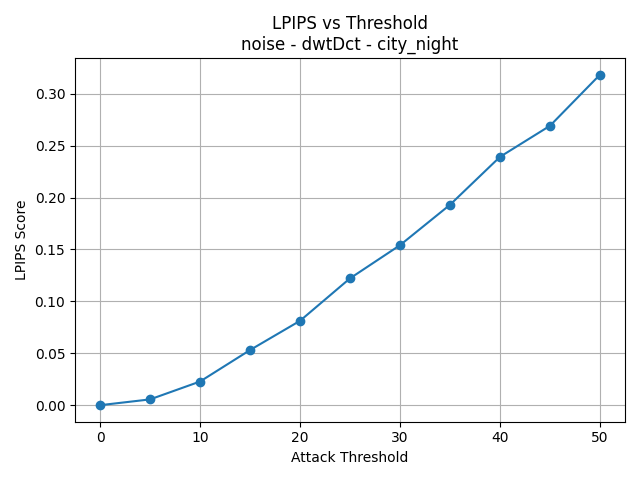 LPIPS vs Threshold
noise - dwtDct - city_night
LPIPS Score
0.30
0.25
0.20
0.15
0.10
0.05
0.00
0 10 20 30 40 50
Attack Threshold